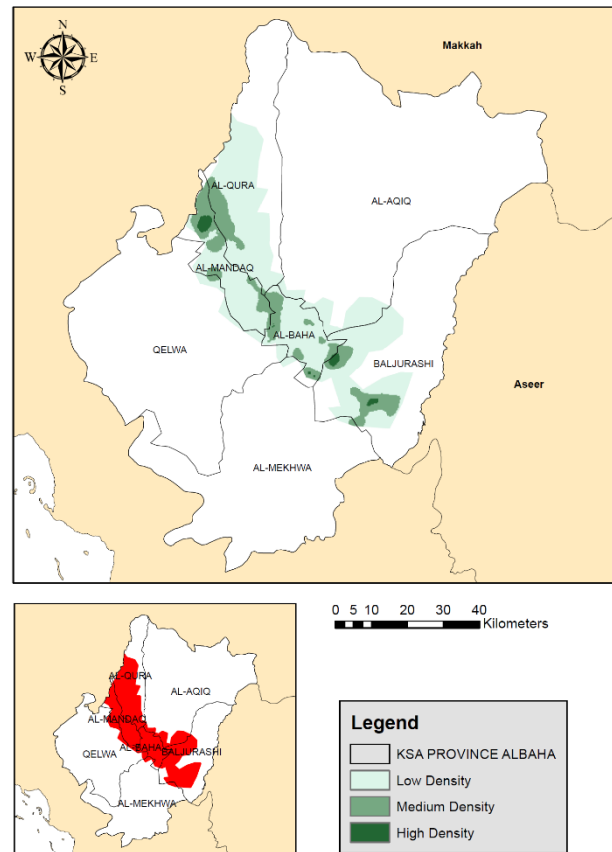 N
W
E
S
Makkah
AL-QURA
AL-AQIQ
AL-MANDAQ
AL-BAHA
QELWA
BALJURASHI
Aseer
AL-MEKHWA
0 5 10 20 30 40
Kilometers
AL-QURA
AL-AQIQ
AL-MANDAQ
AL-BAHA
BALJURASHI
QELWA
AL-MEKHWA
Legend
KSA PROVINCE ALBAHA
Low Density
Medium Density
High Density